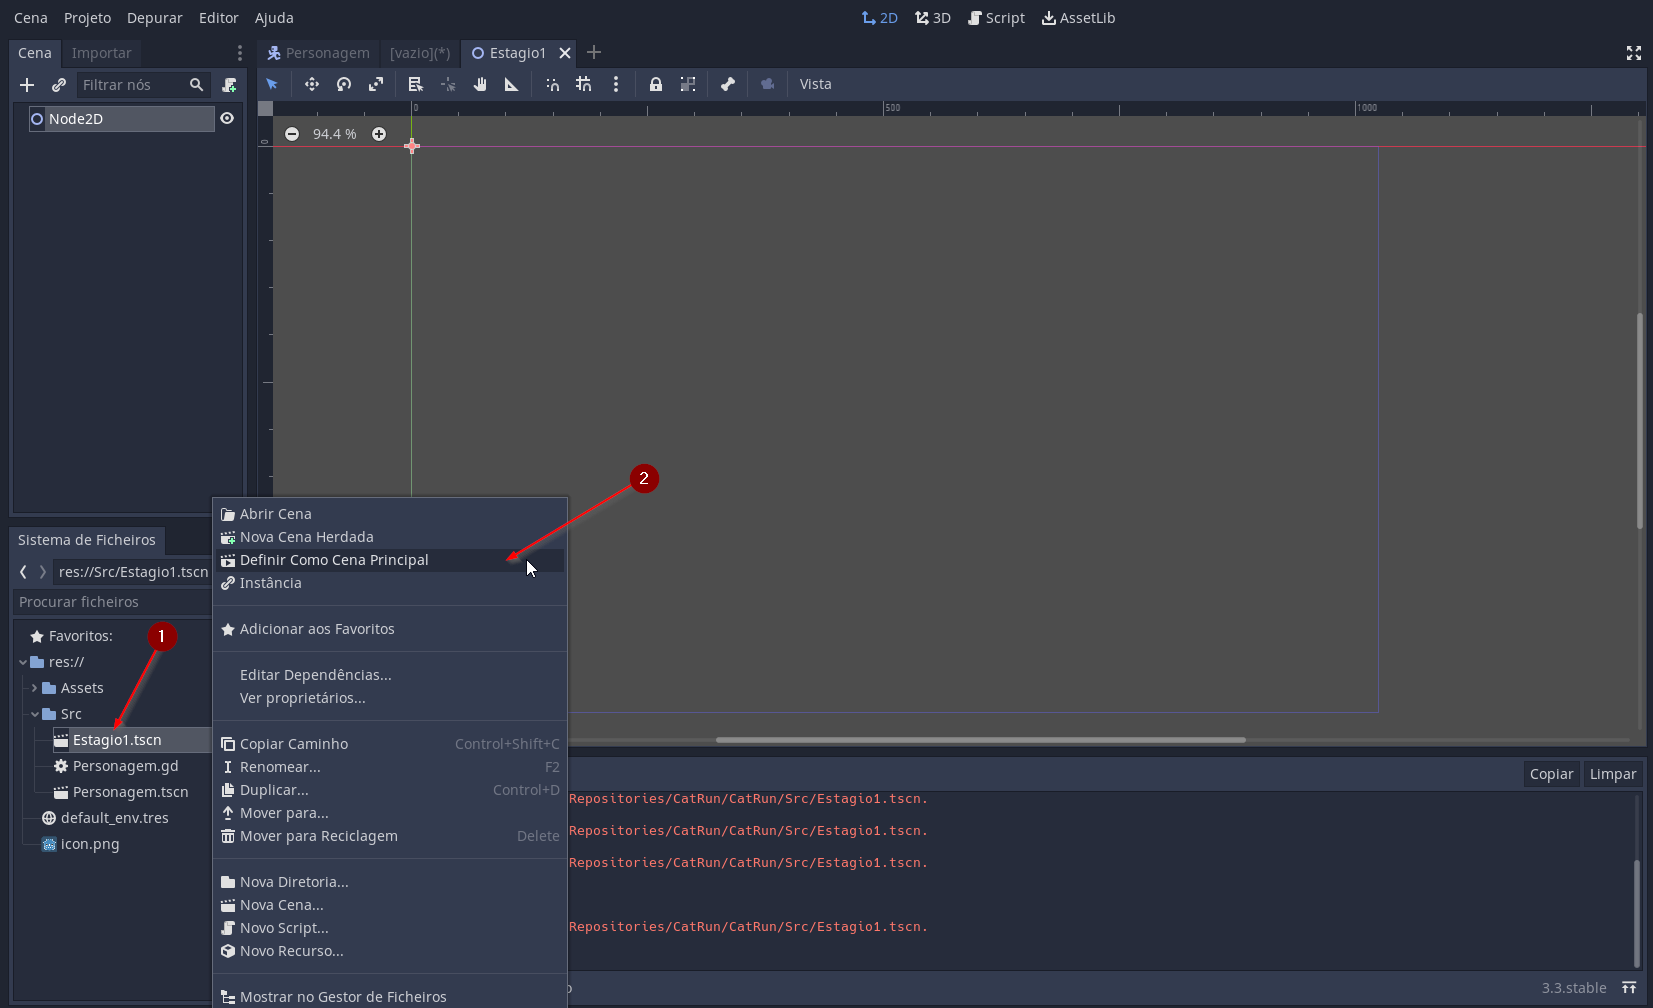 Cena Projeto Depurar Editor Ajuda
2D 3D Script AssetLib
Cena Importar
Personagem [vazio](*) Estagio1
Filtrar nós
Vista
Node2D
0 500 1000
0
94.4 %
2
1
Sistema de Ficheiros
res://Src/Estagio1.tscn
Procurar ficheiros
Favoritos:
res://
Assets
Src
Estagio1.tscn
Personagem.gd
Personagem.tscn
default_env.tres
icon.png
Abrir Cena
Nova Cena Herdada
Definir Como Cena Principal
Instância
Adicionar aos Favoritos
Editar Dependências...
Ver proprietários...
Copiar Caminho Control+Shift+C
Renomear... F2
Duplicar... Control+D
Mover para...
Mover para Reciclagem Delete
Nova Diretoria...
Nova Cena...
Novo Script...
Novo Recurso...
Mostrar no Gestor de Ficheiros
Copiar Limpar
Repositories/CatRun/CatRun/Src/Estagio1.tscn.
Repositories/CatRun/CatRun/Src/Estagio1.tscn.
Repositories/CatRun/CatRun/Src/Estagio1.tscn.
Repositories/CatRun/CatRun/Src/Estagio1.tscn.
3.3.stable